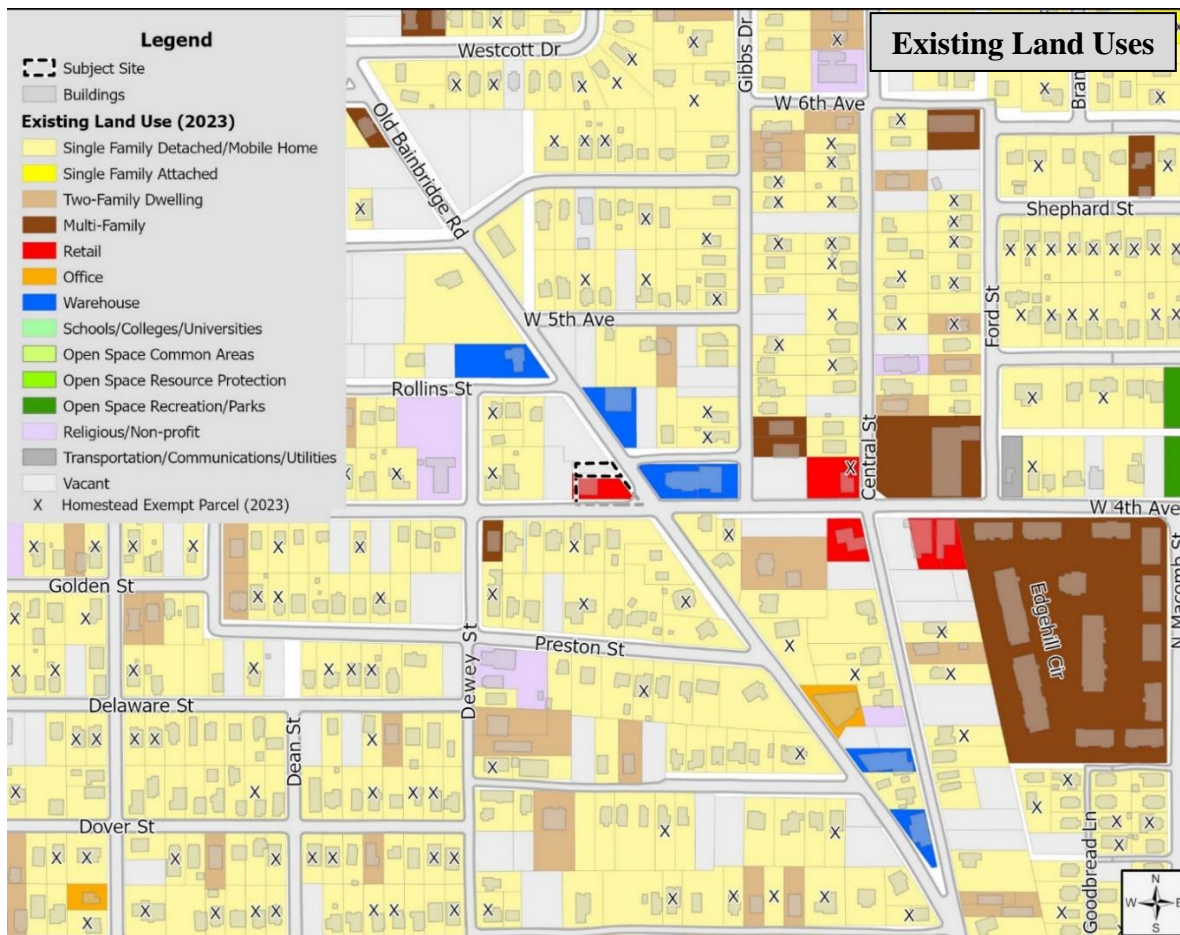 Existing Land Uses
Legend
Subject Site
Buildings
Existing Land Use (2023)
Single Family Detached/Mobile Home
Single Family Attached
Two-Family Dwelling
Multi-Family
Retail
Office
Warehouse
Schools/Colleges/Universities
Open Space Common Areas
Open Space Resource Protection
Open Space Recreation/Parks
Religious/Non-profit
Transportation/Communications/Utilities
Vacant
X Homestead Exempt Parcel (2023)
Westcott Dr
Gibbs Dr
W 6th Ave
Bran
Old Bainbridge Rd
Shephard St
Ford St
W 5th Ave
Rollins St
Central St
W 4th Ave
N Macomb St
Golden St
Edgehill Cir
Preston St
Dewey St
Delaware St
Dean St
Dover St
Goodbread Ln
N
W E
S